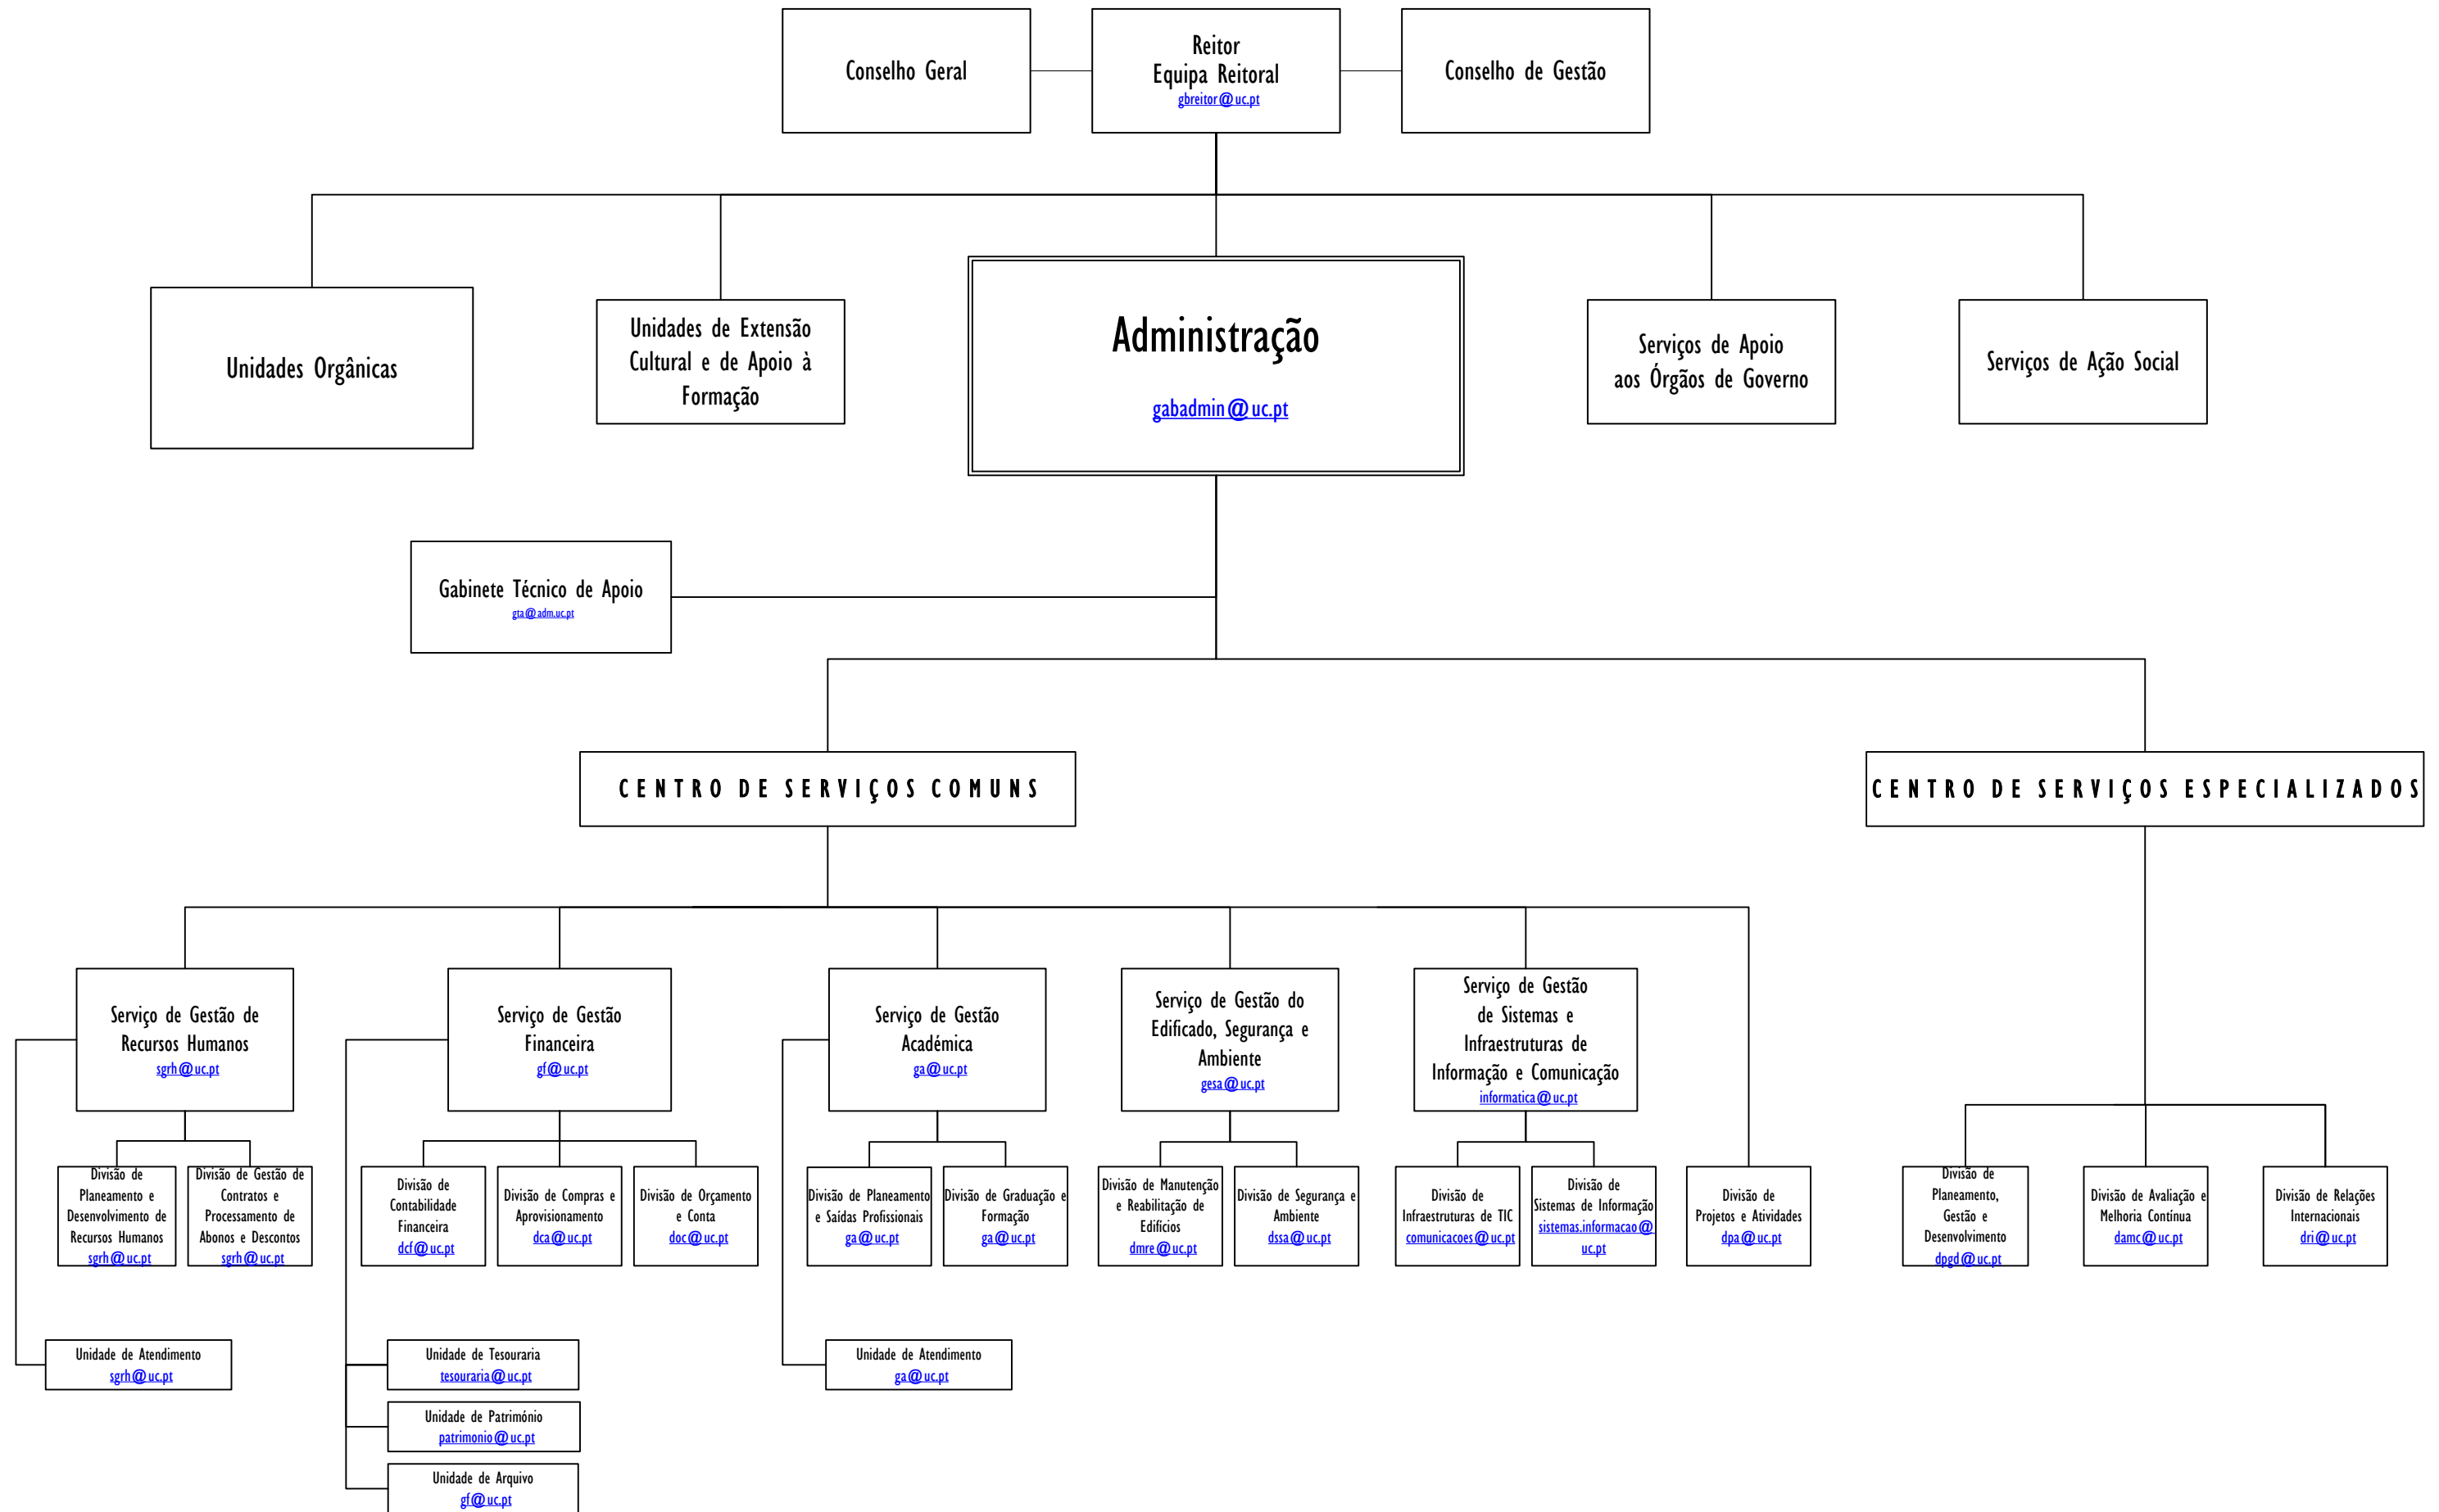 Conselho Geral
Reitor
Equipa Reitoral
gbreitor@uc.pt
Conselho de Gestão
Unidades Orgânicas
Unidades de Extensão
Cultural e de Apoio à
Formação
Administração
gabadmin@uc.pt
Serviços de Apoio
aos Órgãos de Governo
Serviços de Ação Social
Gabinete Técnico de Apoio
gta@adm.uc.pt
CENTRO DE SERVIÇOS COMUNS
CENTRO DE SERVIÇOS ESPECIALIZADOS
Serviço de Gestão de
Recursos Humanos
sgrh@uc.pt
Serviço de Gestão
Financeira
gf@uc.pt
Serviço de Gestão
Académica
ga@uc.pt
Serviço de Gestão do
Edificado, Segurança e
Ambiente
gesa@uc.pt
Serviço de Gestão
de Sistemas e
Infraestruturas de
Informação e Comunicação
informatica@uc.pt
Divisão de
Planeamento e
Desenvolvimento de
Recursos Humanos
sgrh@uc.pt
Divisão de Gestão de
Contratos e
Processamento de
Abonos e Descontos
sgrh@uc.pt
Divisão de
Contabilidade
Financeira
dcf@uc.pt
Divisão de Compras e
Aprovisionamento
dca@uc.pt
Divisão de Orçamento
e Conta
doc@uc.pt
Divisão de Planeamento
e Saídas Profissionais
ga@uc.pt
Divisão de Graduação e
Formação
ga@uc.pt
Divisão de Manutenção
e Reabilitação de
Edifícios
dmre@uc.pt
Divisão de Segurança e
Ambiente
dssa@uc.pt
Divisão de
Infraestruturas de TIC
comunicacoes@uc.pt
Divisão de
Sistemas de Informação
sistemas.informacao@
uc.pt
Divisão de
Projetos e Atividades
dpa@uc.pt
Divisão de
Planeamento,
Gestão e
Desenvolvimento
dpgd@uc.pt
Divisão de Avaliação e
Melhoria Contínua
damc@uc.pt
Divisão de Relações
Internacionais
dri@uc.pt
Unidade de Atendimento
sgrh@uc.pt
Unidade de Tesouraria
tesouraria@uc.pt
Unidade de Património
patrimonio@uc.pt
Unidade de Arquivo
gf@uc.pt
Unidade de Atendimento
ga@uc.pt